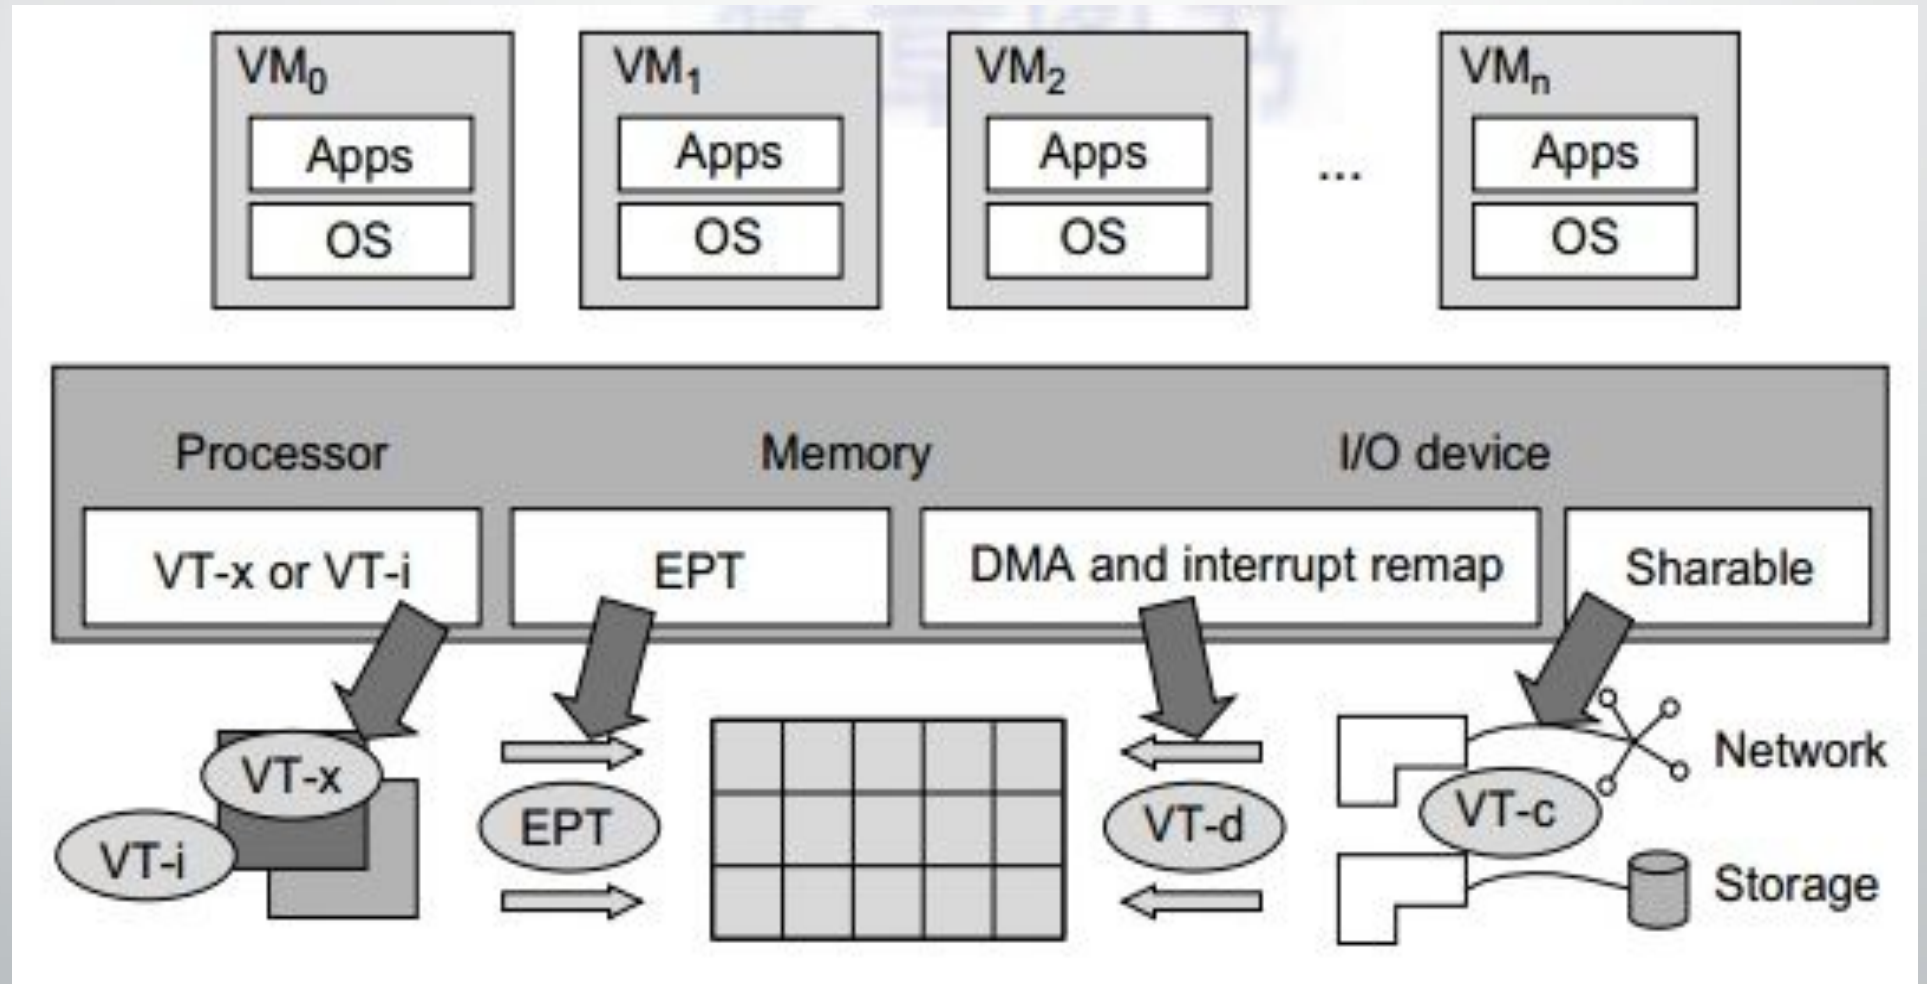 VM0
Apps
OS
VM1
Apps
OS
VM2
Apps
OS
...
VMn
Apps
OS
Processor
Memory
I/O device
VT-x or VT-i
EPT
DMA and interrupt remap
Sharable
VT-x
VT-i
EPT
VT-d
VT-c
Network
Storage